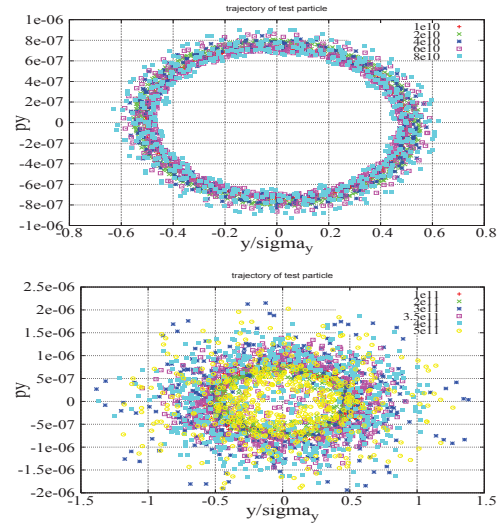 trajectory of test particle
1e-06
8e-07
6e-07
4e-07
2e-07
0
-2e-07
-4e-07
-6e-07
-8e-07
-1e-06
py
1e10
2e10
4e10
6e10
8e10
-0.8 -0.6 -0.4 -0.2 0 0.2 0.4 0.6 0.8
y/sigmay
trajectory of test particle
2.5e-06
2e-06
1.5e-06
1e-06
5e-07
0
-5e-07
-1e-06
-1.5e-06
-2e-06
py
1e11
2e11
3e11
3.5e11
4e11
5e11
-1.5 -1 -0.5 0 0.5 1 1.5
y/sigmay